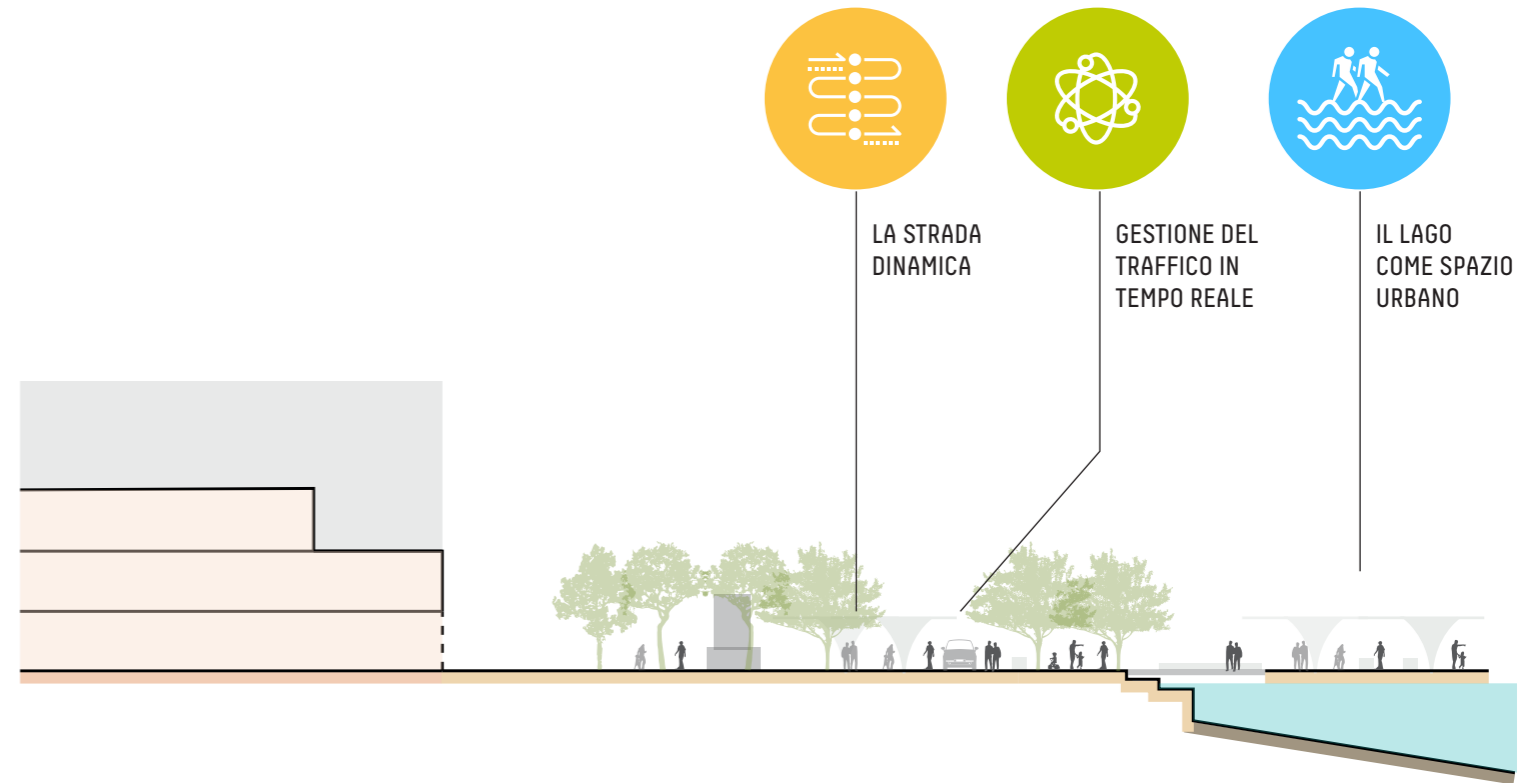 LA STRADA
DINAMICA
GESTIONE DEL
TRAFFICO IN
TEMPO REALE
IL LAGO
COME SPAZIO
URBANO